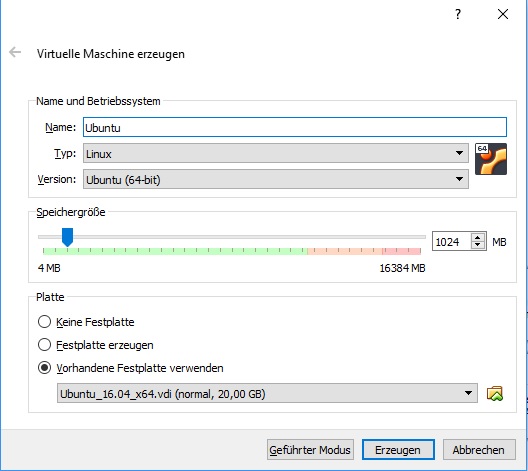 ?
Virtuelle Maschine erzeugen
Name und Betriebssystem
Name: Ubuntu
Typ: Linux
64
Version: Ubuntu (64-bit)
Speichergröße
1024 MB
4 MB 16384 MB
Platte
Keine Festplatte
Festplatte erzeugen
Vorhandene Festplatte verwenden
Ubuntu_16.04_x64.vdi (normal, 20,00 GB)
Geführter Modus Erzeugen Abbrechen